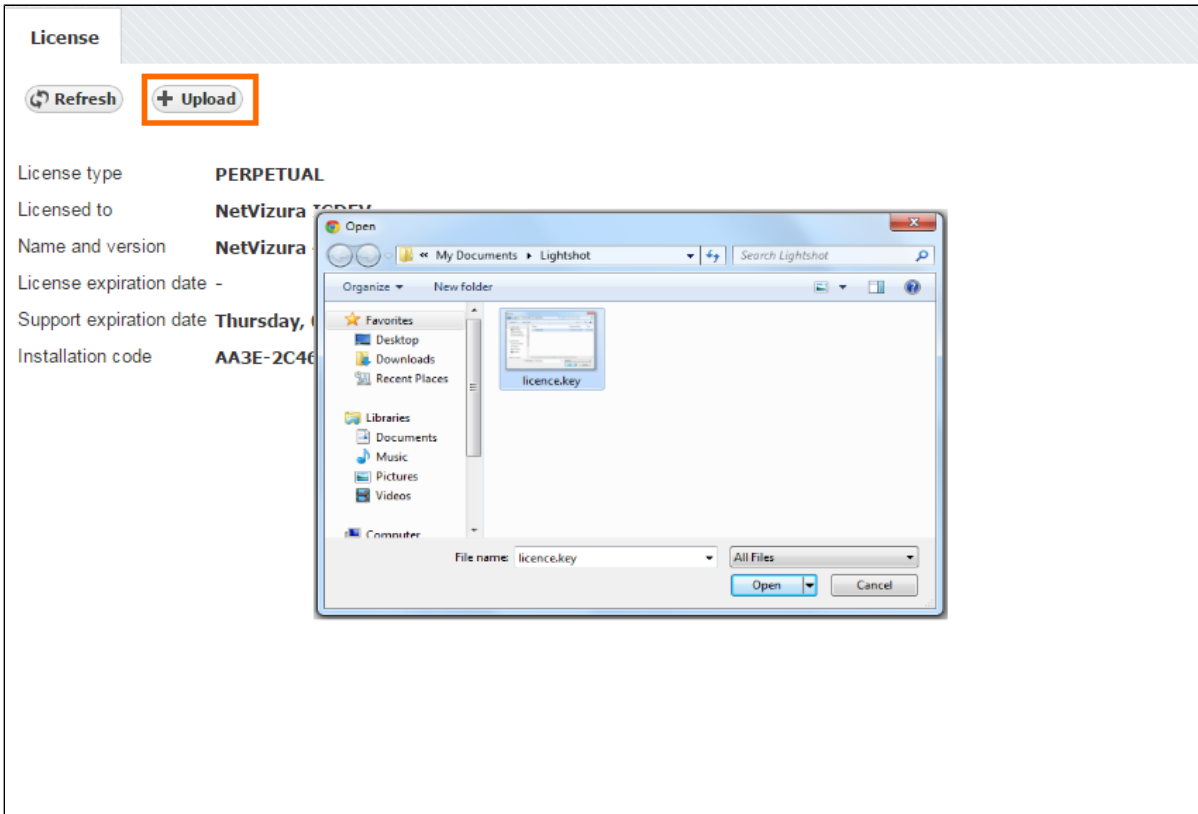 License
Refresh
Upload
License type PERPETUAL
Licensed to NetVizura
Name and version NetVizura
License expiration date -
Support expiration date Thursday,
Installation code AA3E-2C46
Open
« My Documents Lightshot
Search Lightshot
Organize New folder
Favorites
Desktop
Downloads
Recent Places
licence.key
Libraries
Documents
Music
Pictures
Videos
Computer
File name: licence.key All Files
Open Cancel